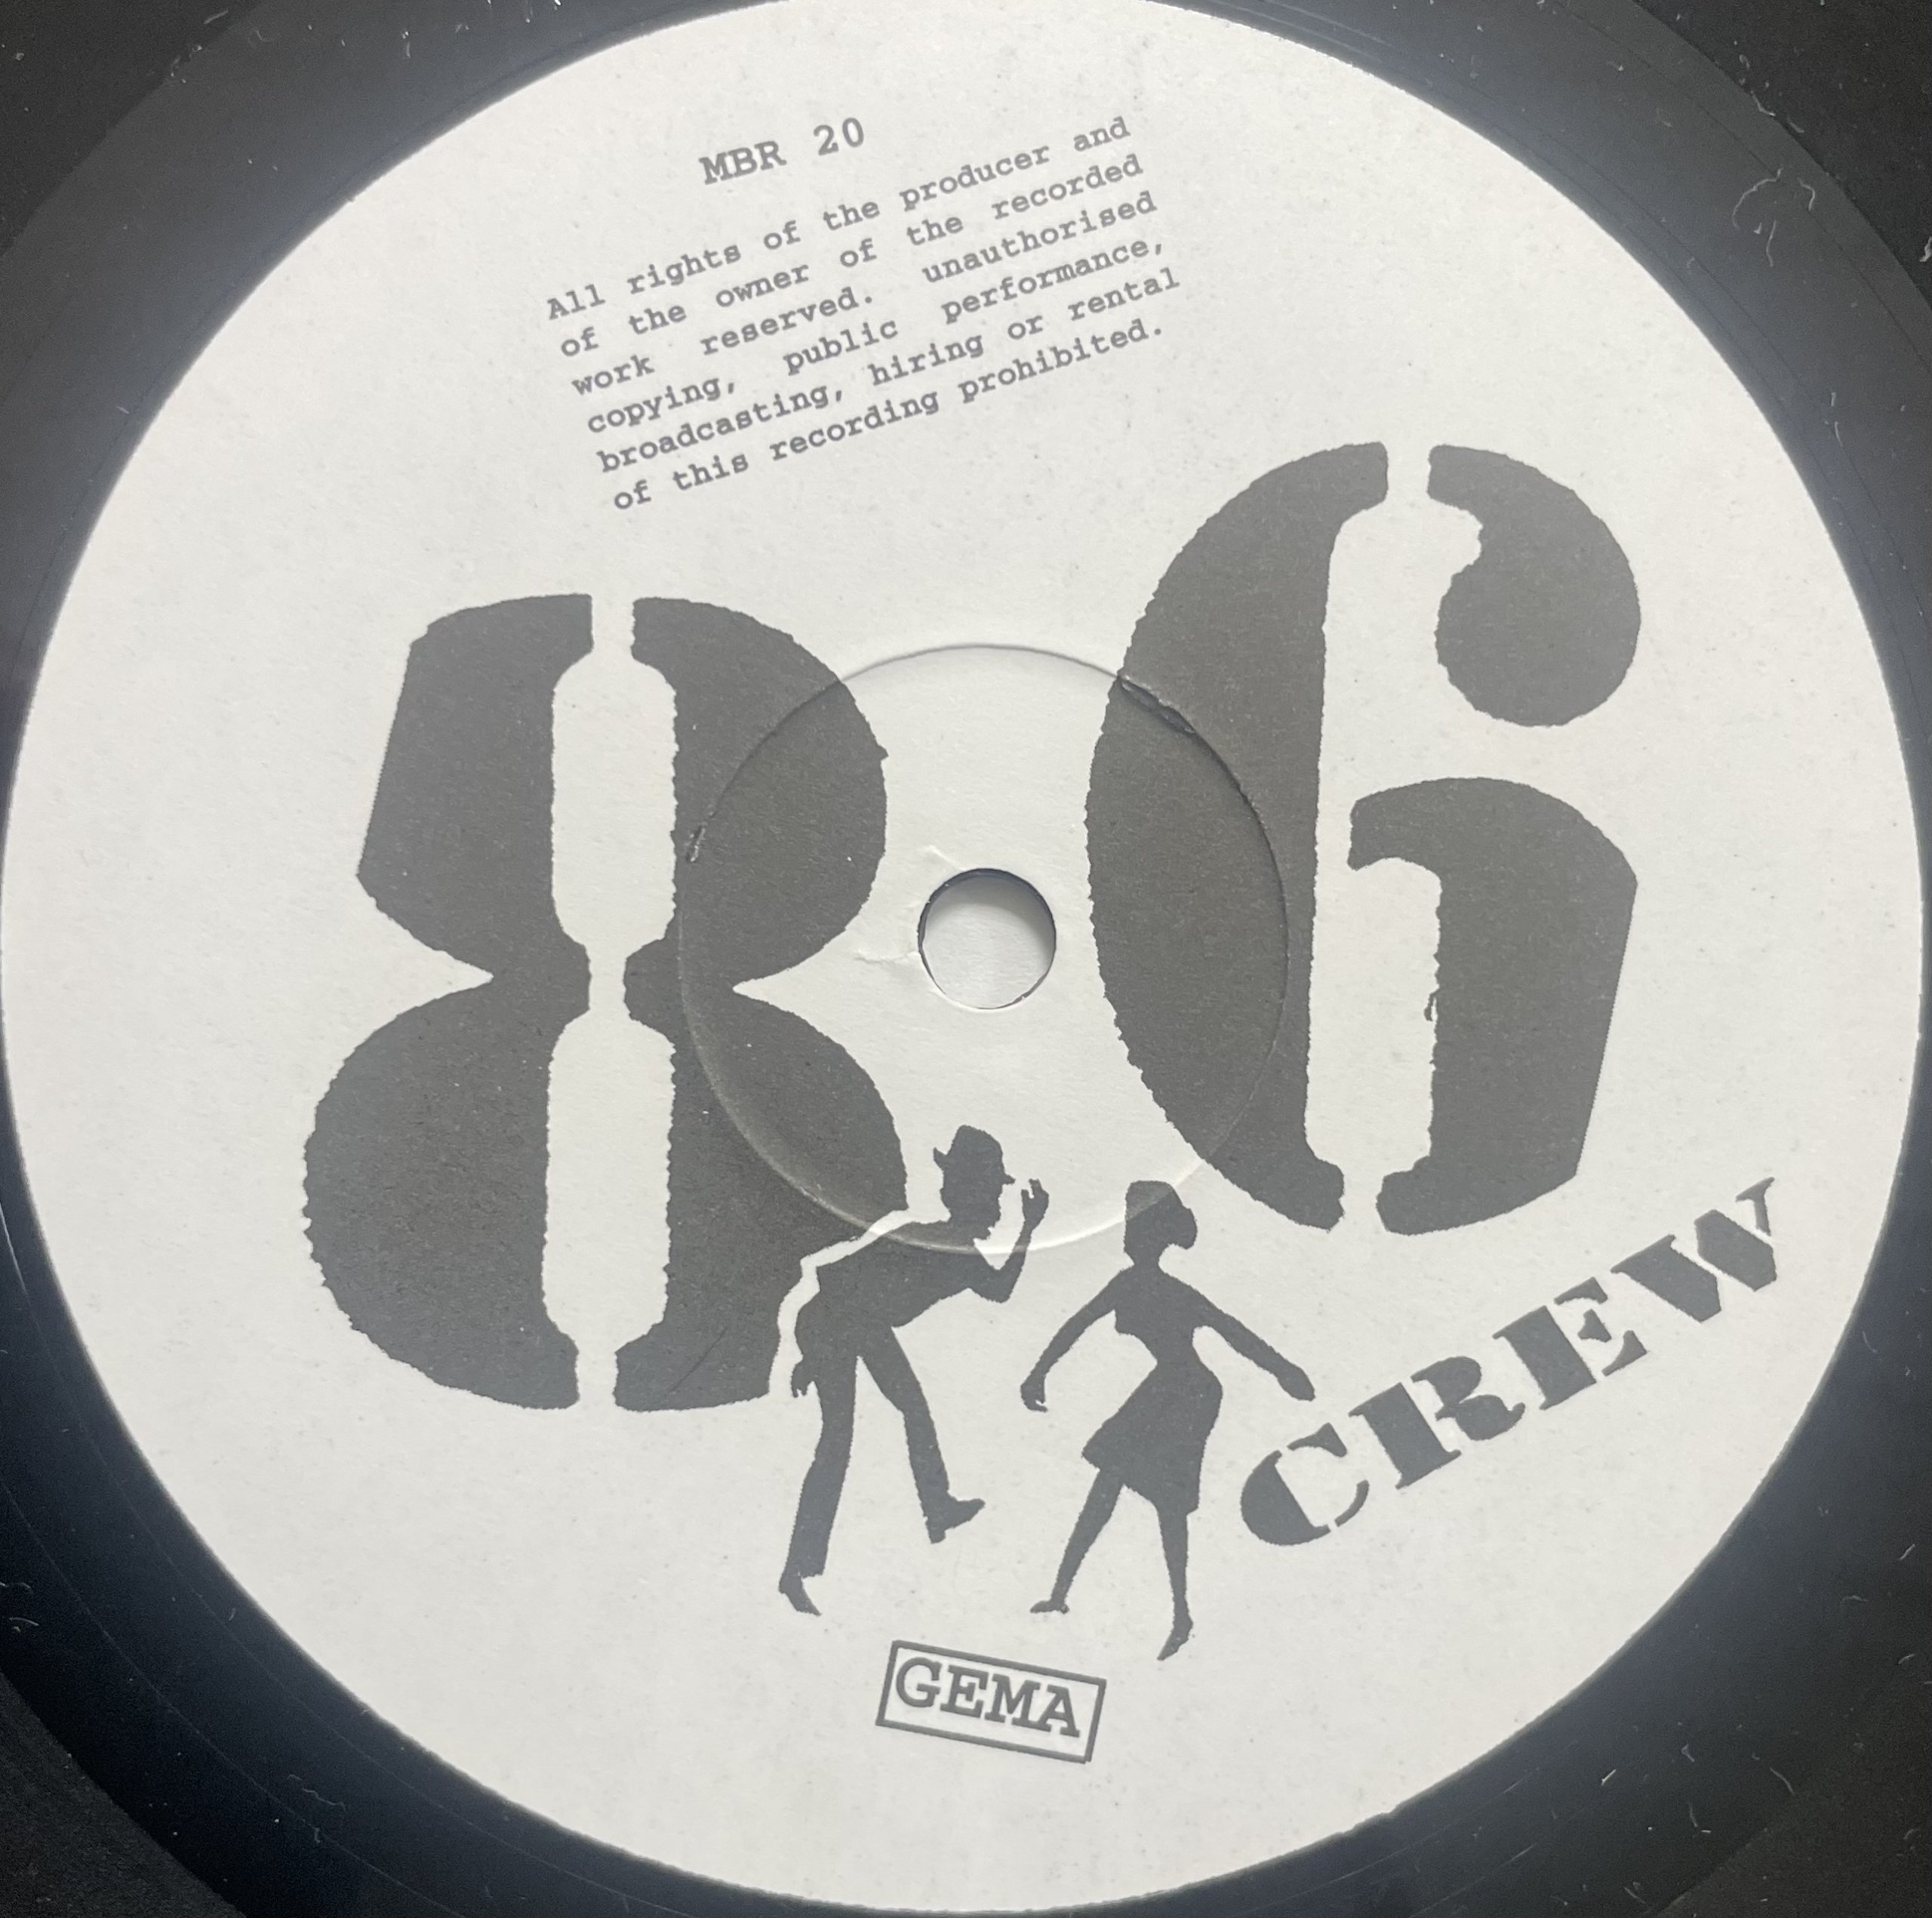 MBR 20
All rights of the producer and
of the owner of the recorded
work reserved. unauthorised
copying, public performance,
broadcasting, hiring or rental
of this recording prohibited.
86
CREW
GEMA